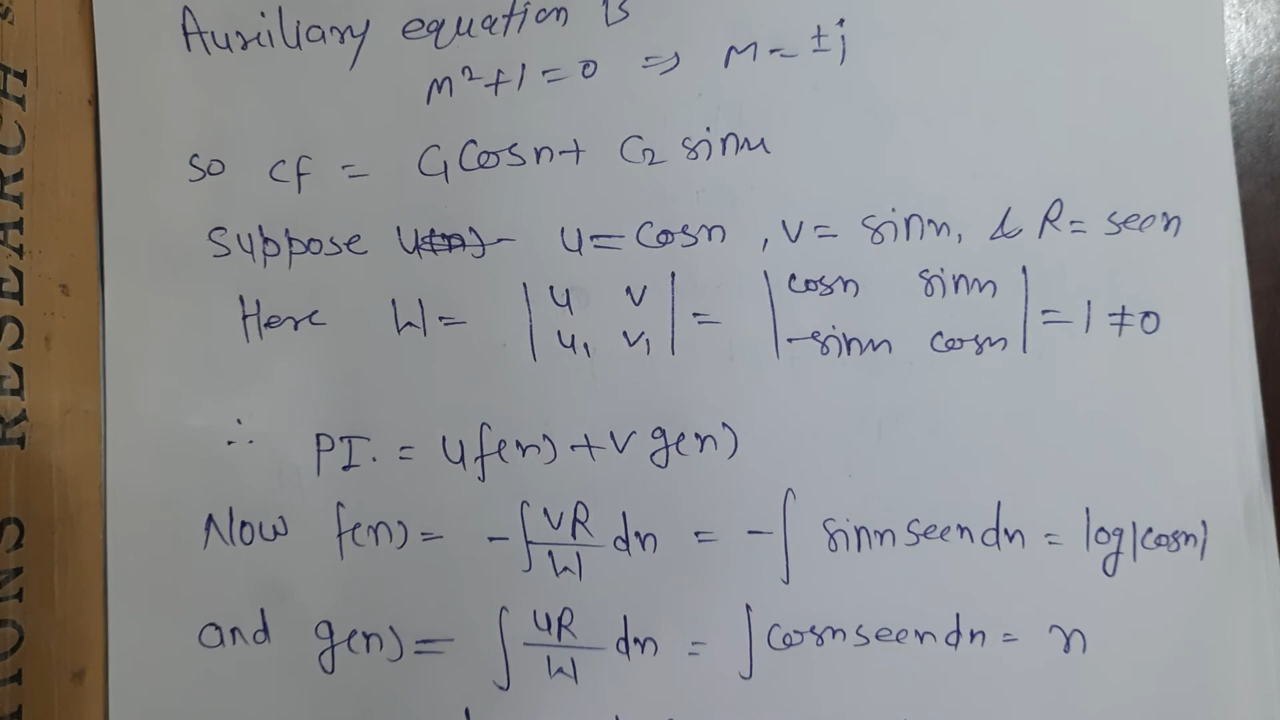 Auxiliary equation is
m²+1=0 ⇒ m=±i
So CF = C₁cosx+ C₂ sinx
Suppose u=cosx, v= sinx, & R= secx
Here W= |u v; u₁ v₁| = |cosx sinx; -sinx cosx| =1≠0
∴ PI. = uf(x)+v g(x)
Now f(x)= -∫ VR/W dx = -∫ sinx secx dx = log|cosx|
and g(x)= ∫ UR/W dx = ∫ cosx secx dx = x
TIONS RESEARCH